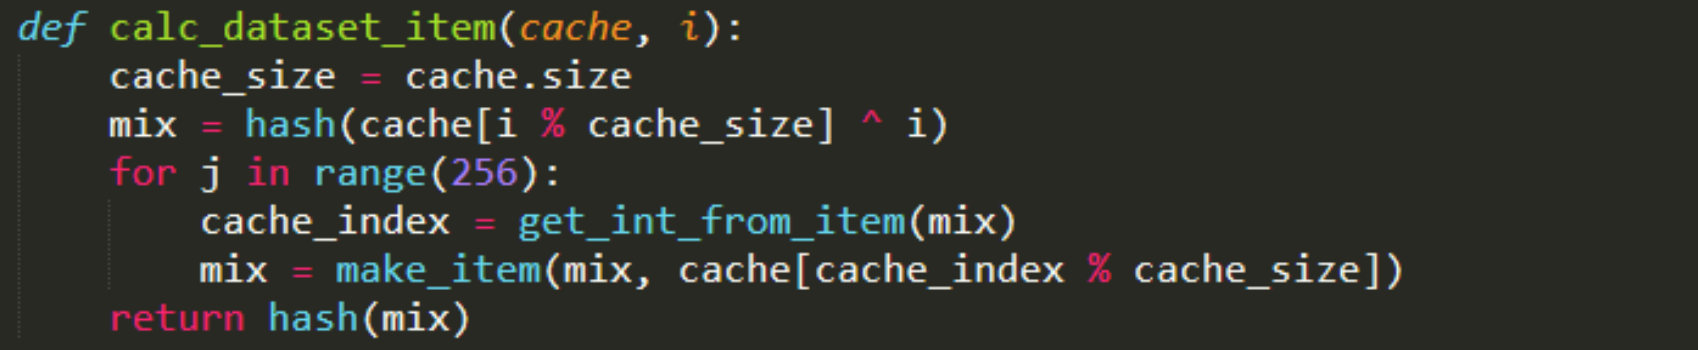 def calc_dataset_item(cache, i):
    cache_size = cache.size
    mix = hash(cache[i % cache_size] ^ i)
    for j in range(256):
        cache_index = get_int_from_item(mix)
        mix = make_item(mix, cache[cache_index % cache_size])
    return hash(mix)